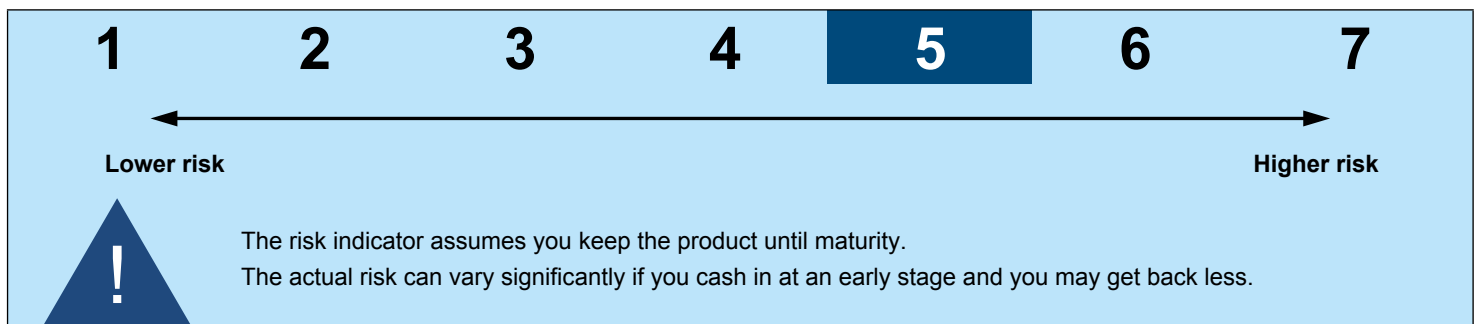 1 2 3 4 5 6 7
Lower risk Higher risk
!
The risk indicator assumes you keep the product until maturity.
The actual risk can vary significantly if you cash in at an early stage and you may get back less.